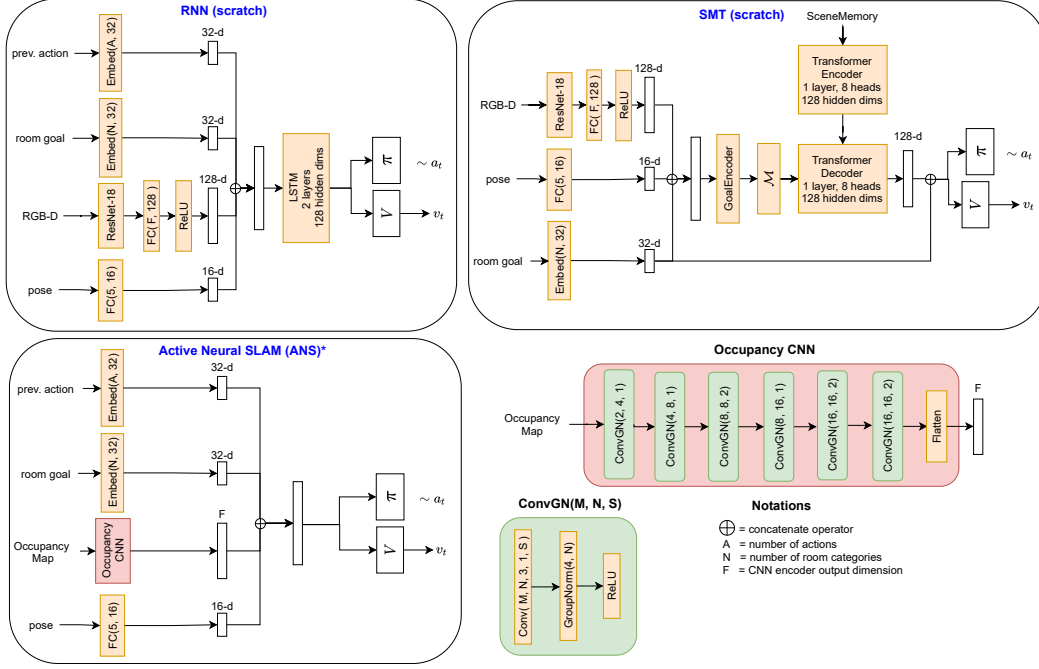 RNN (scratch)
prev. action
Embed(A, 32)
32-d
room goal
Embed(N, 32)
32-d
RGB-D
ResNet-18
FC( F, 128)
ReLU
128-d
pose
FC(5, 16)
16-d
LSTM
2 layers
128 hidden dims
π
V
∼ a_t
v_t
SMT (scratch)
SceneMemory
Transformer
Encoder
1 layer, 8 heads
128 hidden dims
RGB-D
ResNet-18
FC( F, 128)
ReLU
128-d
pose
FC(5, 16)
16-d
room goal
Embed(N, 32)
32-d
GoalEncoder
ℳ
Transformer
Decoder
1 layer, 8 heads
128 hidden dims
128-d
π
V
∼ a_t
v_t
Active Neural SLAM (ANS)*
prev. action
Embed(A, 32)
32-d
room goal
Embed(N, 32)
32-d
Occupancy
Map
Occupancy
CNN
F
pose
FC(5, 16)
16-d
π
V
∼ a_t
v_t
Occupancy CNN
Occupancy
Map
ConvGN(2, 4, 1)
ConvGN(4, 8, 1)
ConvGN(8, 8, 2)
ConvGN(8, 16, 1)
ConvGN(16, 16, 2)
ConvGN(16, 16, 2)
Flatten
F
ConvGN(M, N, S)
Conv( M, N, 3, 1, S )
GroupNorm(4, N)
ReLU
Notations
⊕ = concatenate operator
A = number of actions
N = number of room categories
F = CNN encoder output dimension